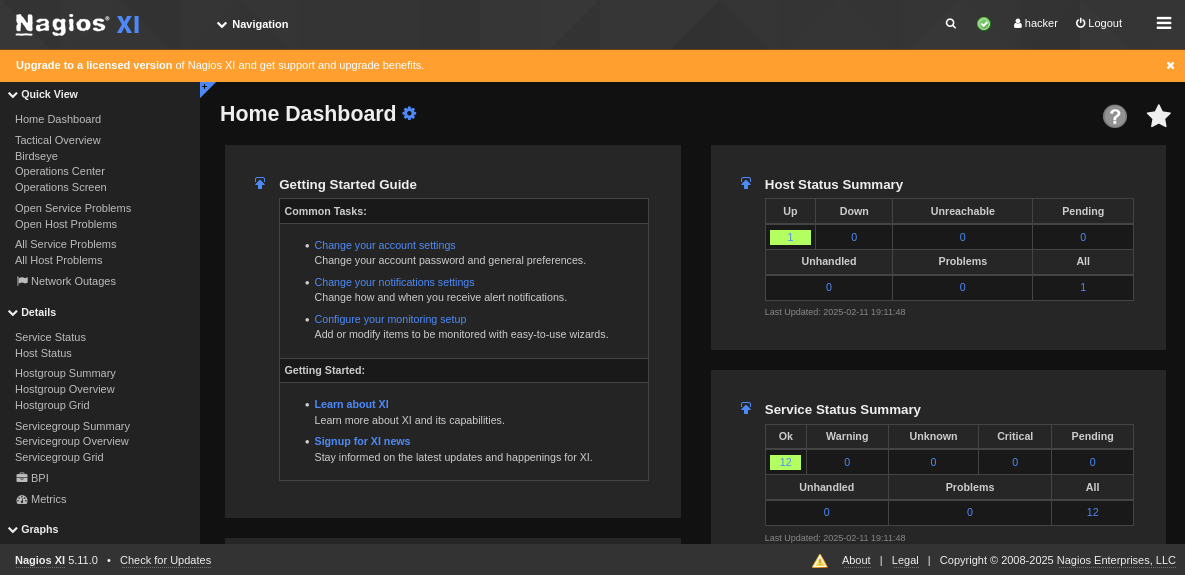 Nagios® XI
Navigation
hacker
Logout
Upgrade to a licensed version of Nagios XI and get support and upgrade benefits.
Quick View
Home Dashboard
Tactical Overview
Birdseye
Operations Center
Operations Screen
Open Service Problems
Open Host Problems
All Service Problems
All Host Problems
Network Outages
Details
Service Status
Host Status
Hostgroup Summary
Hostgroup Overview
Hostgroup Grid
Servicegroup Summary
Servicegroup Overview
Servicegroup Grid
BPI
Metrics
Graphs
Home Dashboard
Getting Started Guide
Common Tasks:
• Change your account settings
Change your account password and general preferences.
• Change your notifications settings
Change how and when you receive alert notifications.
• Configure your monitoring setup
Add or modify items to be monitored with easy-to-use wizards.
Getting Started:
• Learn about XI
Learn more about XI and its capabilities.
• Signup for XI news
Stay informed on the latest updates and happenings for XI.
Host Status Summary
Up Down Unreachable Pending
1 0 0 0
Unhandled Problems All
0 0 1
Last Updated: 2025-02-11 19:11:48
Service Status Summary
Ok Warning Unknown Critical Pending
12 0 0 0 0
Unhandled Problems All
0 0 12
Last Updated: 2025-02-11 19:11:48
Nagios XI 5.11.0 • Check for Updates
About | Legal | Copyright © 2008-2025 Nagios Enterprises, LLC